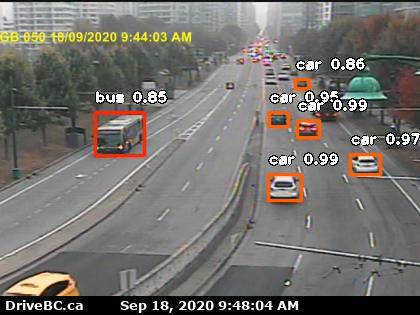 GB 050 18/09/2020 9:44:03 AM
car 0.86
bus 0.85
car 0.95
car 0.99
car 0.97
car 0.99
DriveBC.ca
Sep 18, 2020 9:48:04 AM